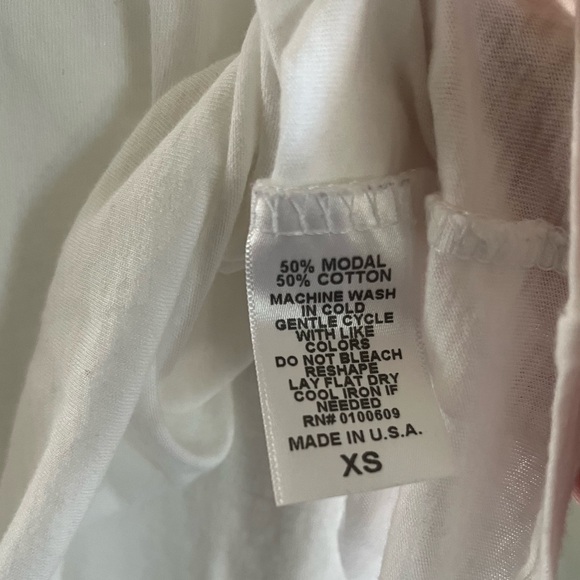 50% MODAL
50% COTTON
MACHINE WASH
IN COLD
GENTLE CYCLE
WITH LIKE
COLORS
DO NOT BLEACH
RESHAPE
LAY FLAT DRY
COOL IRON IF
NEEDED
RN# 0100609
MADE IN U.S.A.
XS